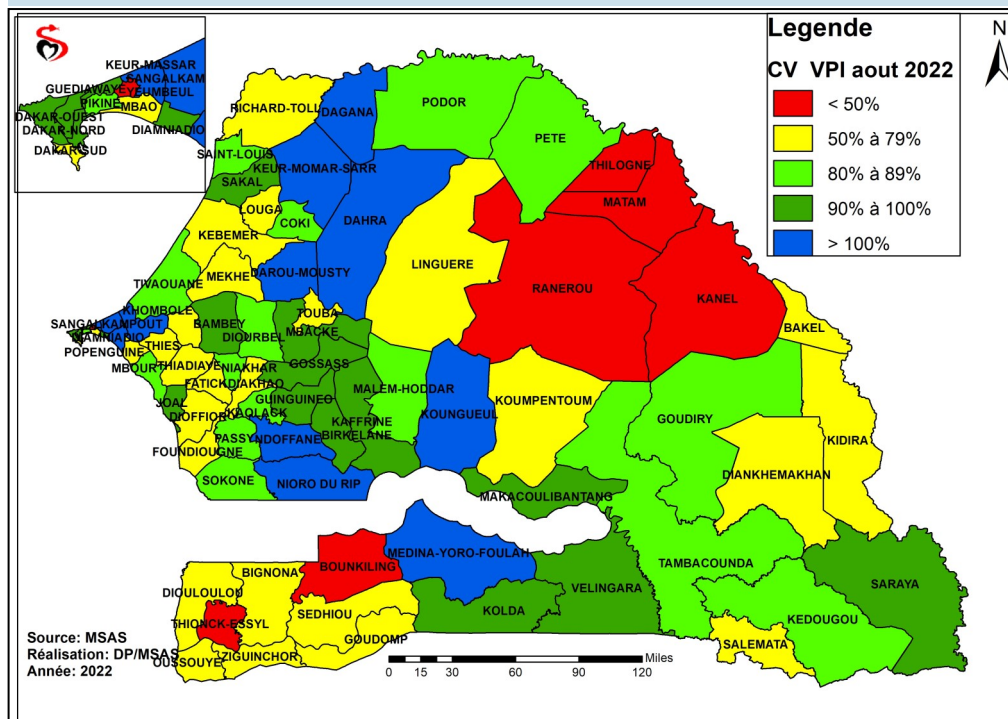 Legende
CV VPI aout 2022
< 50%
50% à 79%
80% à 89%
90% à 100%
> 100%
N
KEUR-MASSAR
SANGALKAM
GUEDIAWAYE
YEUMBEUL
PIKINE
MBAO
DAKAR-OUEST
DAKAR-NORD
DIAMNIADIO
DAKAR-SUD
RICHARD-TOLL
DAGANA
PODOR
PETE
SAINT-LOUIS
KEUR-MOMAR-SARR
SAKAL
THILOGNE
MATAM
LOUGA
COKI
DAHRA
KEBEMER
LINGUERE
MEKHE
DAROU-MOUSTY
RANEROU
KANEL
TIVAOUANE
KHOMBOLE
TOUBA
BAKEL
SANGALKAM
POUT
BAMBEY
MBACKE
DIAMNIADIO
THIES
DIOURBEL
POPENGUINE
MBOUR
THIADIAYE
NIAKHAR
GOSSASS
FATICK
DIAKHAO
MALEM-HODDAR
KOUNGUEUL
KOUMPENTOUM
GOUDIRY
JOAL
DIOFFIOR
GUINGUINEO
KAOLACK
KAFFRINE
BIRKELANE
PASSY
NDOFFANE
FOUNDIOUGNE
KIDIRA
DIANKHEMAKHAN
SOKONE
NIORO DU RIP
MAKACOULIBANTANG
MEDINA-YORO-FOULAH
BOUNKILING
BIGNONA
TAMBACOUNDA
SARAYA
DIOULOULOU
VELINGARA
KOLDA
THIONCK-ESSYL
SEDHIOU
KEDOUGOU
GOUDOMP
SALEMATA
OUSSOUYE
ZIGUINCHOR
Source: MSAS
Réalisation: DP/MSAS
Année: 2022
Miles
0 15 30 60 90 120